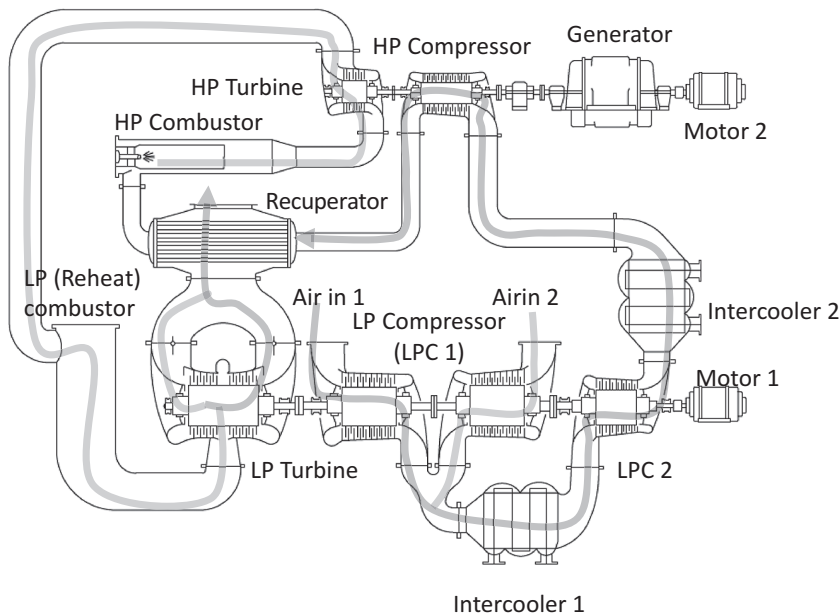 HP Compressor
Generator
HP Turbine
HP Combustor
Motor 2
Recuperator
LP (Reheat)
combustor
Air in 1
Airin 2
LP Compressor
(LPC 1)
Intercooler 2
Motor 1
LP Turbine
LPC 2
Intercooler 1